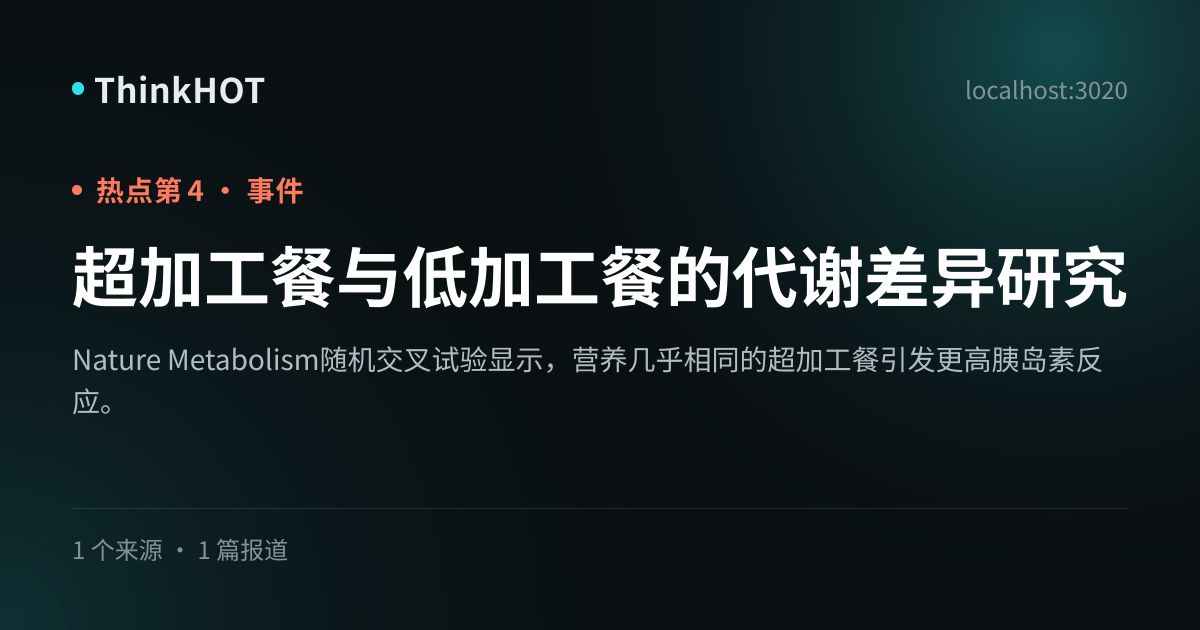 ThinkHOT
localhost:3020
热点第 4 · 事件
超加工餐与低加工餐的代谢差异研究
Nature Metabolism随机交叉试验显示，营养几乎相同的超加工餐引发更高胰岛素反
应。
1 个来源 · 1 篇报道